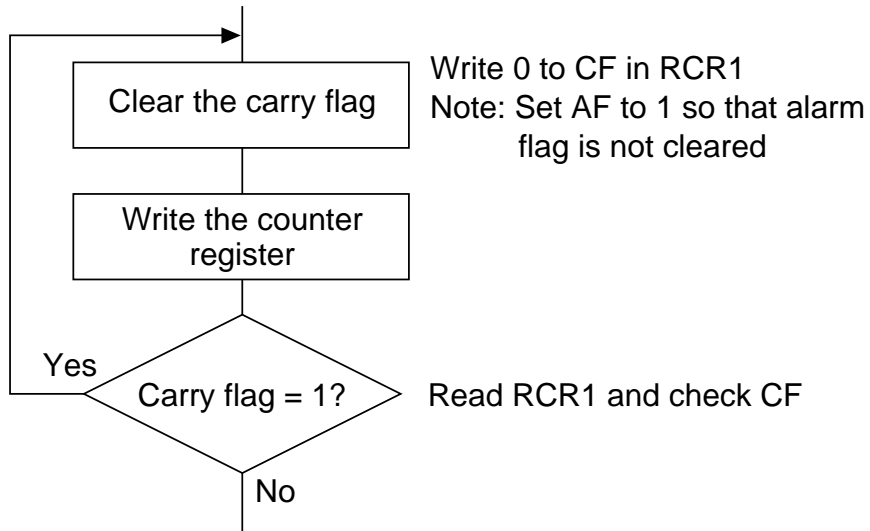 Clear the carry flag
Write 0 to CF in RCR1
Note: Set AF to 1 so that alarm
flag is not cleared
Write the counter
register
Yes
Carry flag = 1?
Read RCR1 and check CF
No